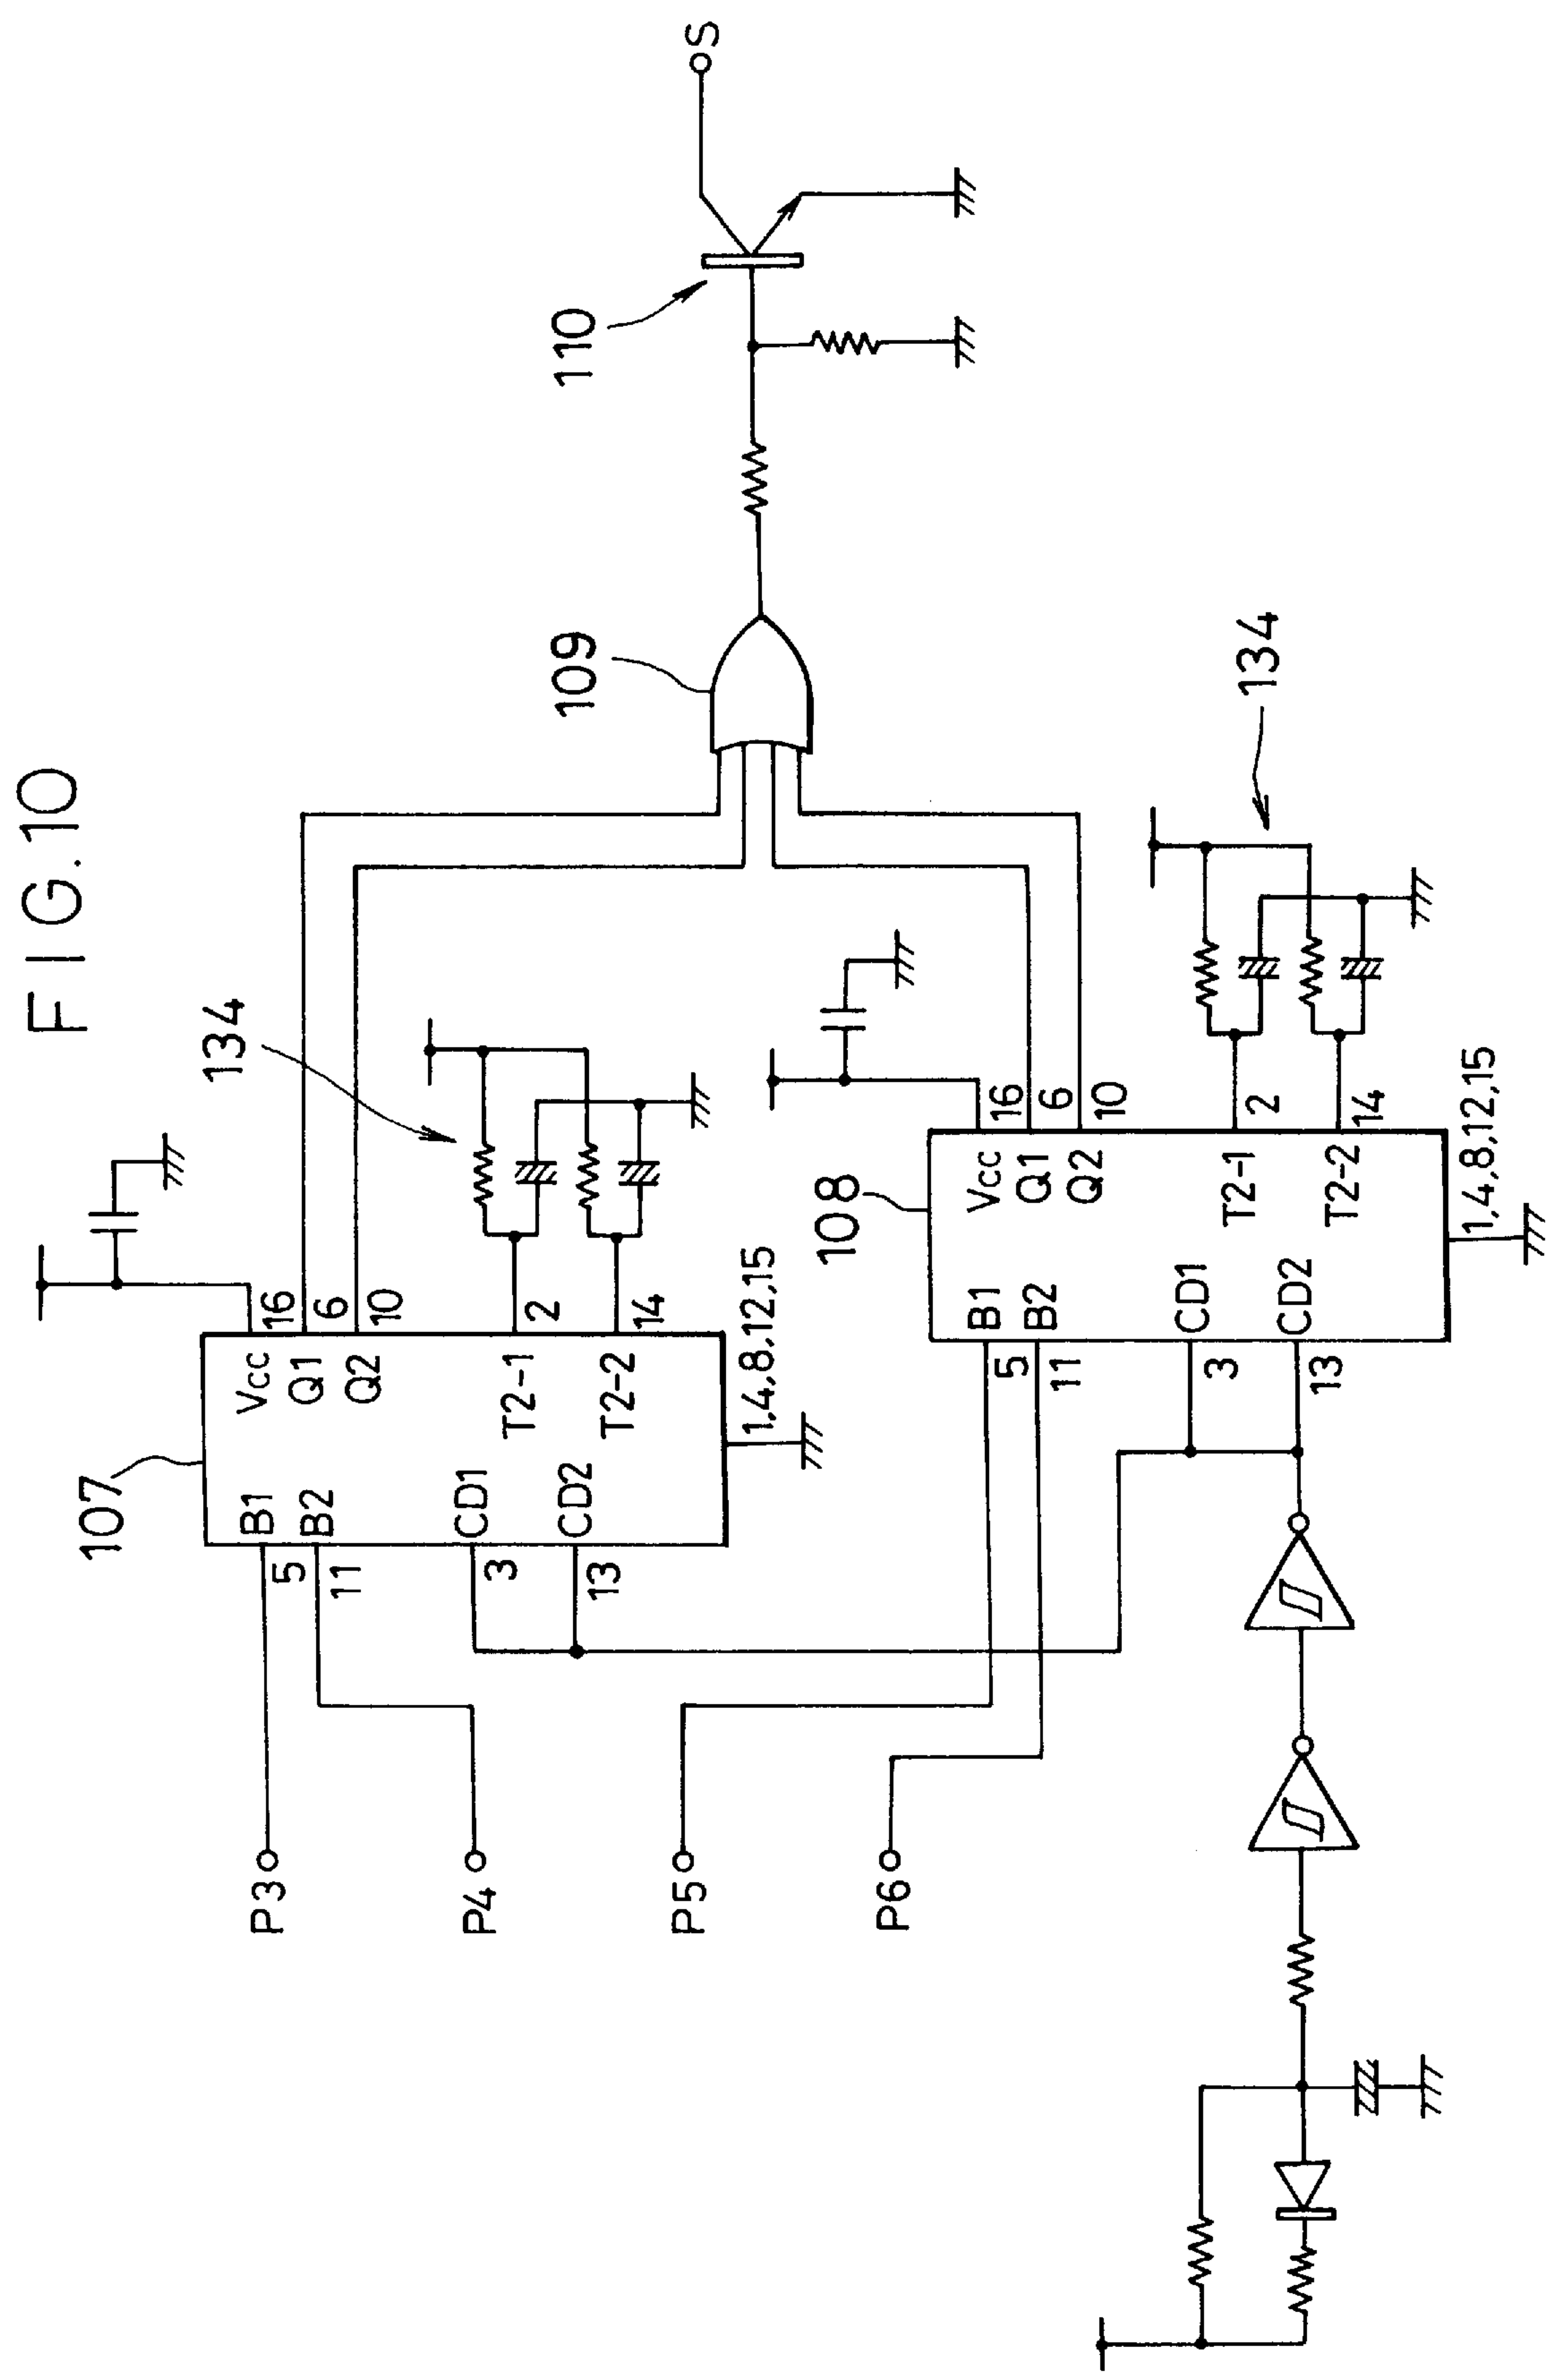 FIG.10
107
B1
B2
CD1
CD2
Vcc
Q1
Q2
T2-1
T2-2
5
11
3
13
16
6
10
2
14
1,4,8,12,15
134
P3
P4
P5
P6
108
B1
B2
CD1
CD2
Vcc
Q1
Q2
T2-1
T2-2
5
11
3
13
16
6
10
2
14
1,4,8,12,15
134
109
110
S